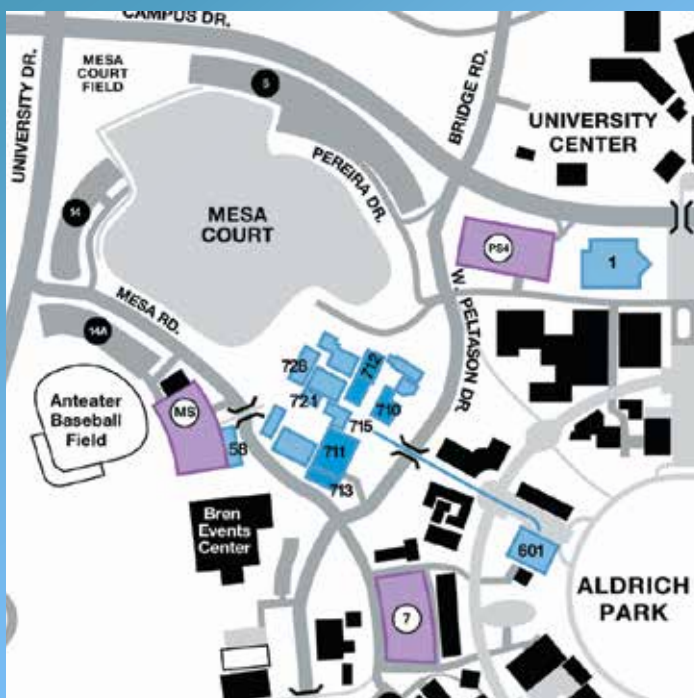 CAMPUS DR.
UNIVERSITY DR.
MESA
COURT
FIELD
5
BRIDGE RD.
UNIVERSITY
CENTER
PEREIRA DR.
14
MESA
COURT
PS4
1
MESA RD.
W. PELTASON DR.
14A
726
712
721
710
Anteater
Baseball
Field
MS
715
58
711
713
Bren
Events
Center
601
ALDRICH
PARK
7